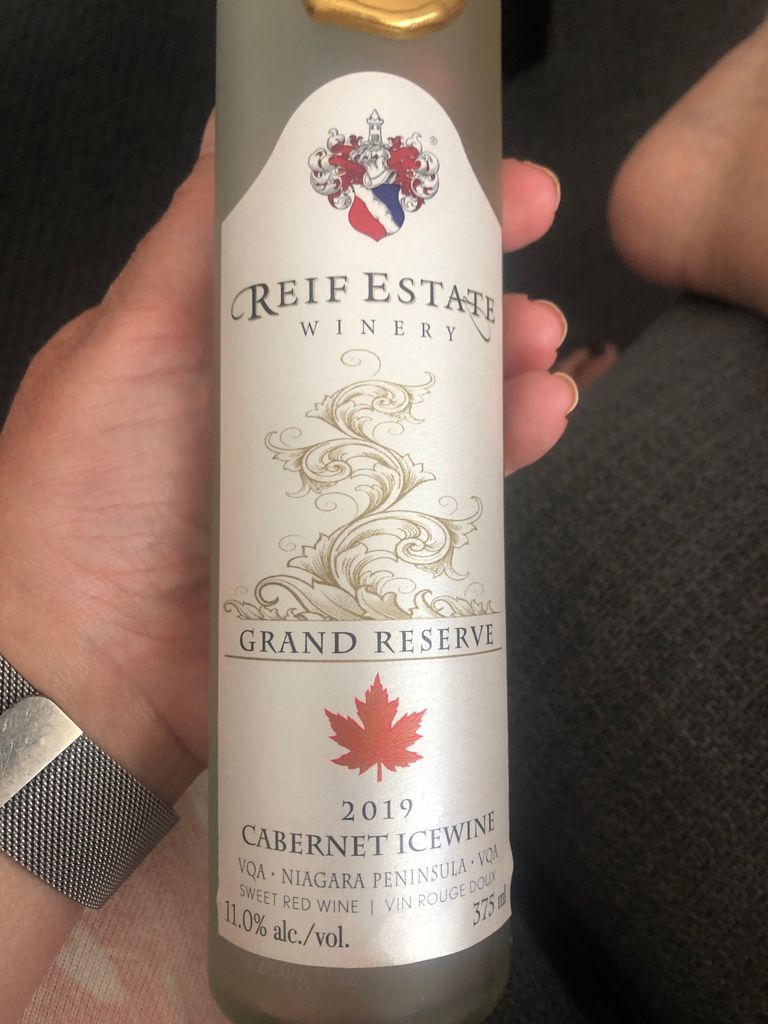 ®
REIF ESTATE
WINERY
GRAND RESERVE
2019
CABERNET ICEWINE
VQA · NIAGARA PENINSULA · VQA
SWEET RED WINE | VIN ROUGE DOUX
11.0% alc./vol. 375 ml